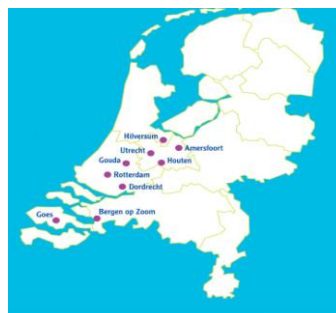 Hilversum
Amersfoort
Utrecht
Gouda
Houten
Rotterdam
Dordrecht
Goes
Bergen op Zoom